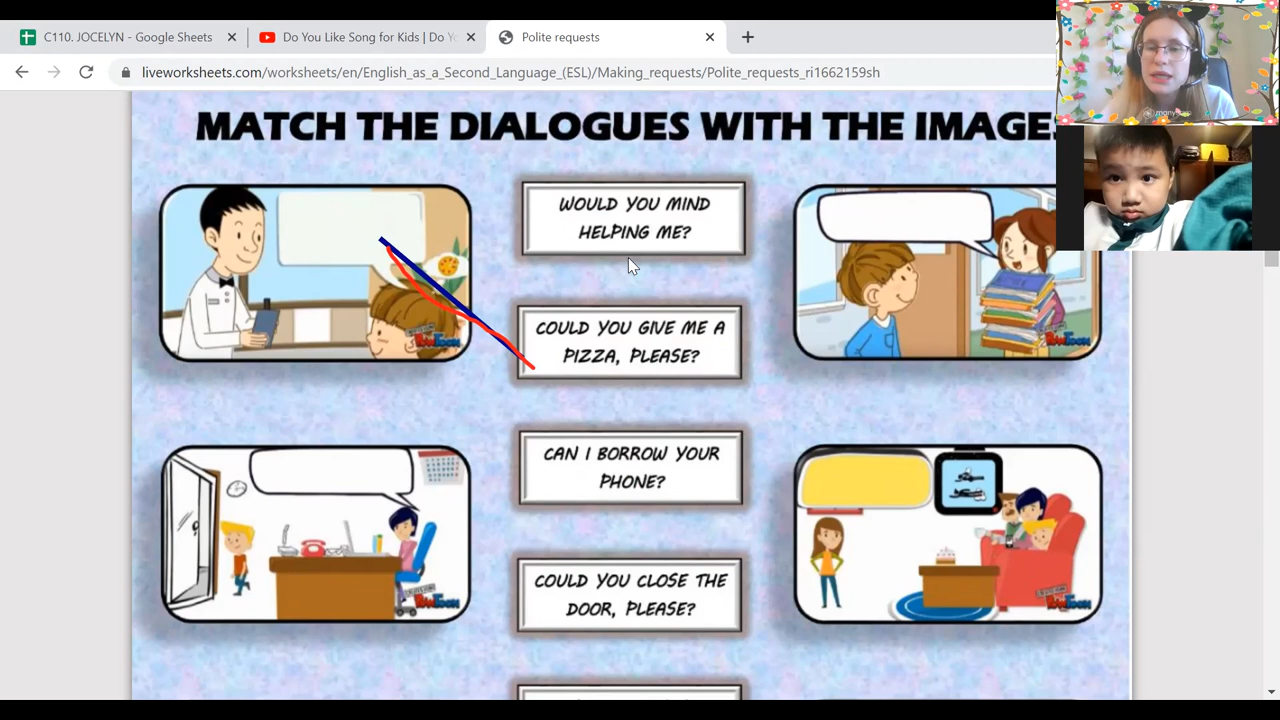 C110. JOCELYN - Google Sheets
Do You Like Song for Kids | Do Yo
Polite requests
liveworksheets.com/worksheets/en/English_as_a_Second_Language_(ESL)/Making_requests/Polite_requests_ri1662159sh
MATCH THE DIALOGUES WITH THE IMAGES
WOULD YOU MIND
HELPING ME?
COULD YOU GIVE ME A
PIZZA, PLEASE?
CAN I BORROW YOUR
PHONE?
COULD YOU CLOSE THE
DOOR, PLEASE?